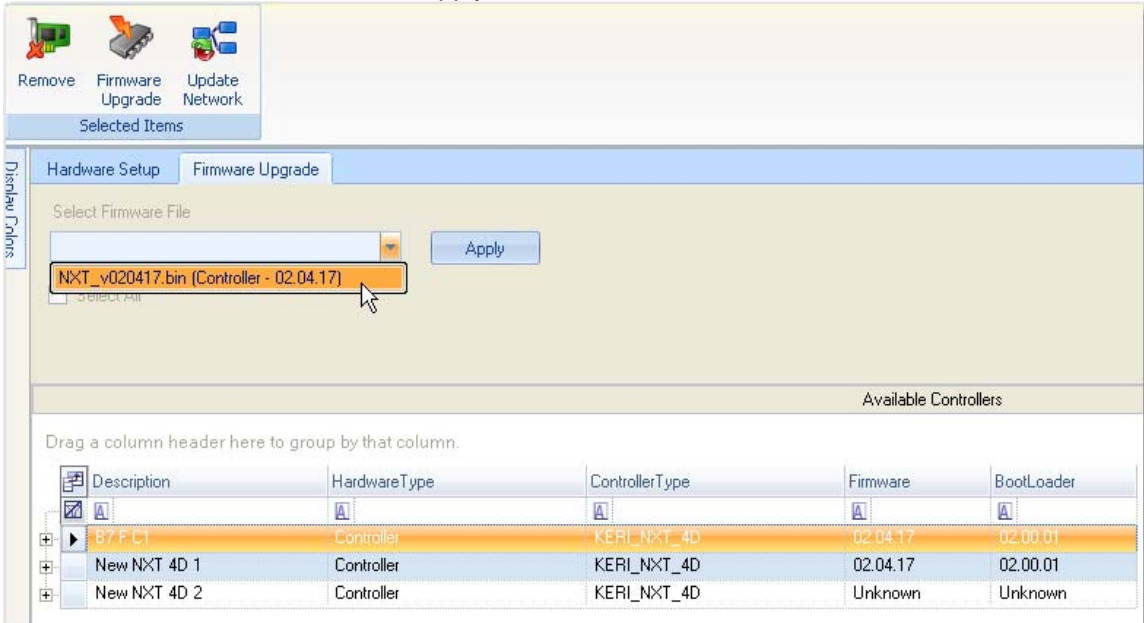 Remove Firmware Upgrade Update Network
Selected Items
Display Colors
Hardware Setup Firmware Upgrade
Select Firmware File
Apply
NXT_v020417.bin (Controller - 02.04.17)
Select All
Available Controllers
Drag a column header here to group by that column.
Description HardwareType ControllerType Firmware BootLoader
A A A A A
B7 F C1 Controller KERI_NXT_4D 02.04.17 02.00.01
New NXT 4D 1 Controller KERI_NXT_4D 02.04.17 02.00.01
New NXT 4D 2 Controller KERI_NXT_4D Unknown Unknown